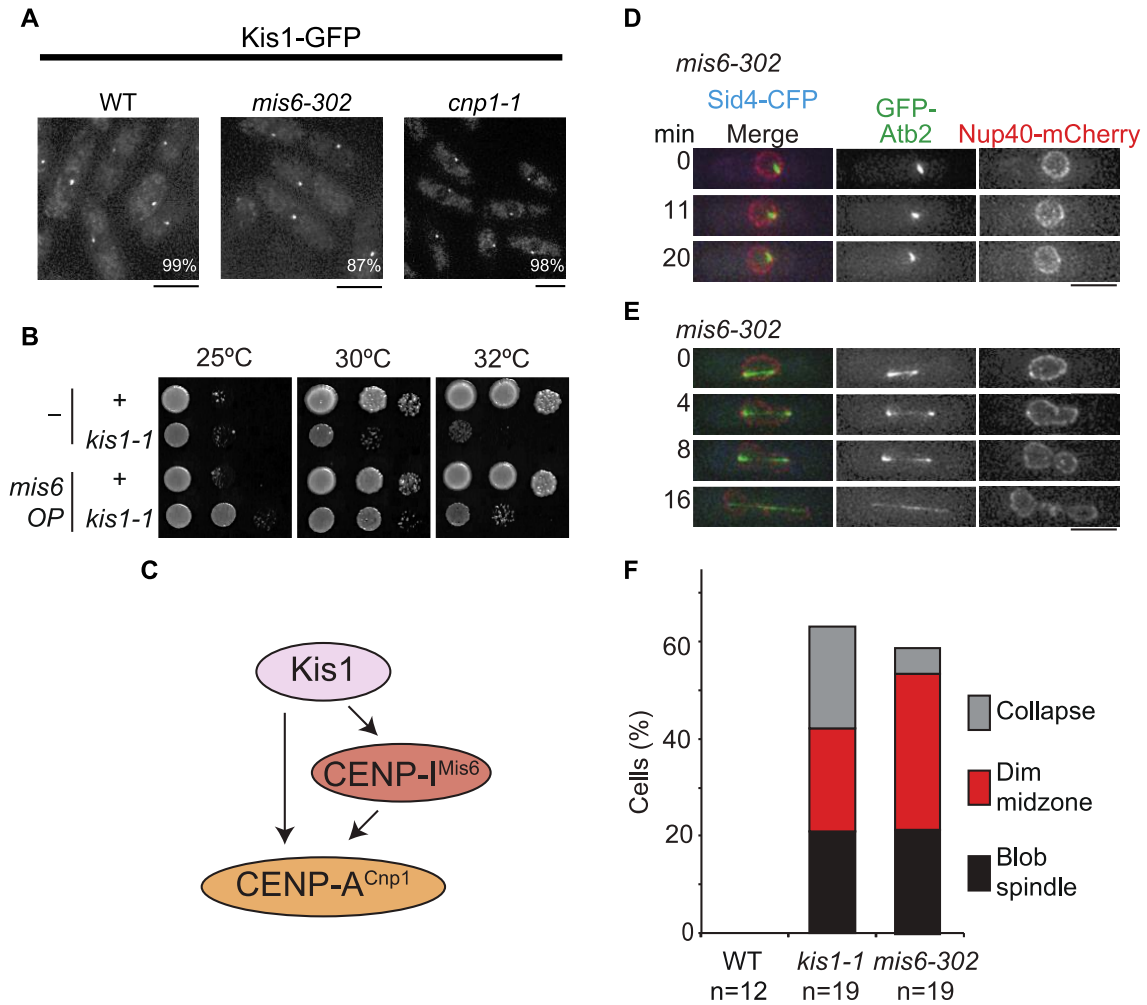 A
Kis1-GFP
WT mis6-302 cnp1-1
99% 87% 98%
B
25ºC 30ºC 32ºC
– +
kis1-1
mis6 OP +
kis1-1
C
Kis1
CENP-I^Mis6
CENP-A^Cnp1
D
mis6-302
Sid4-CFP GFP-
min Merge Atb2 Nup40-mCherry
0
11
20
E
mis6-302
0
4
8
16
F
Cells (%)
60
40
20
0
WT kis1-1 mis6-302
n=12 n=19 n=19
Collapse
Dim
midzone
Blob
spindle